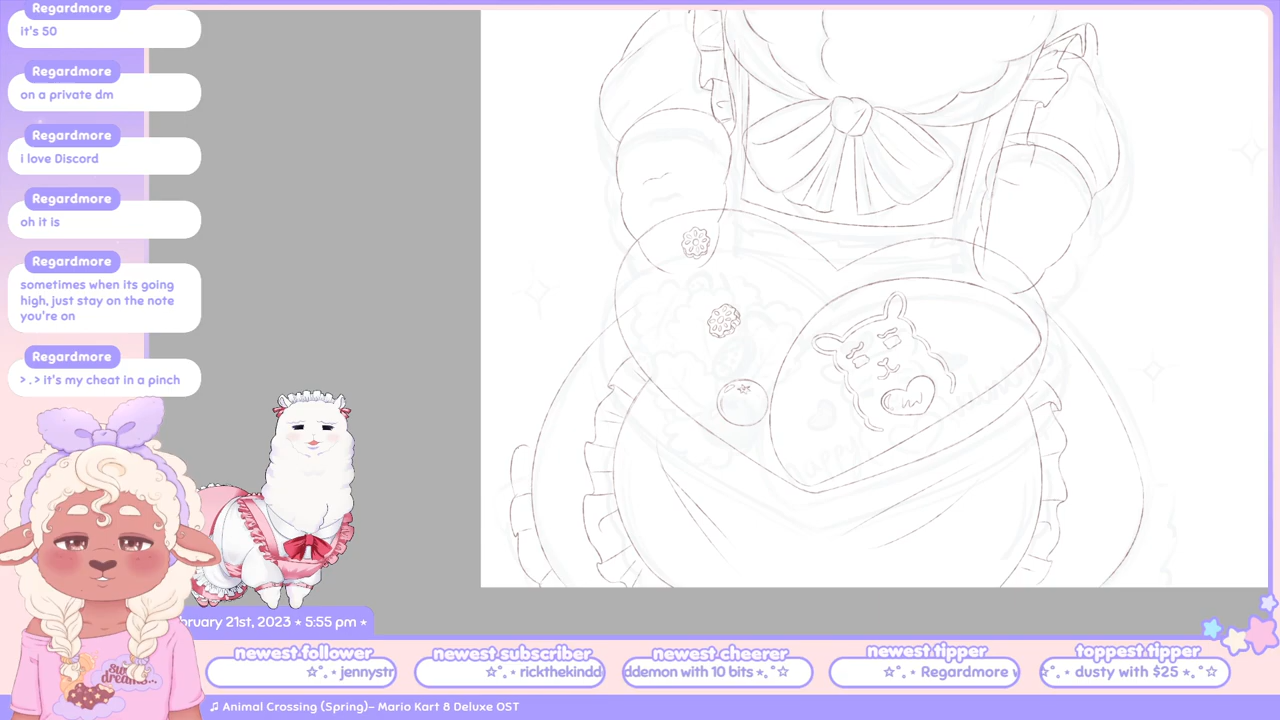 Regardmore
it's 50
Regardmore
on a private dm
Regardmore
i love Discord
Regardmore
oh it is
Regardmore
sometimes when its going
high, just stay on the note
you're on
Regardmore
> . > it's my cheat in a pinch
bruary 21st, 2023 ⋆ 5:55 pm ⋆
newest follower
☆°. ⋆ jennystr
newest subscriber
☆°. ⋆ rickthekindd
newest cheerer
ddemon with 10 bits ⋆.°☆
newest tipper
☆°. ⋆ Regardmore w
toppest tipper
☆°. ⋆ dusty with $25 ⋆.°☆
♫ Animal Crossing (Spring)- Mario Kart 8 Deluxe OST